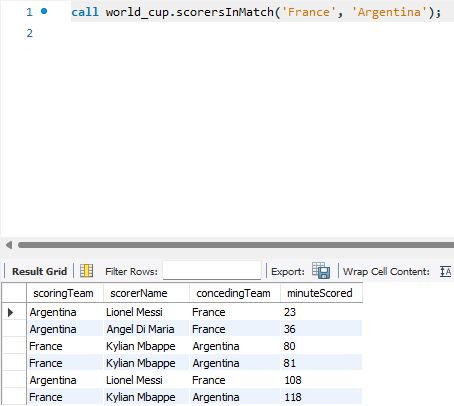 1 call world_cup.scorersInMatch('France', 'Argentina');
2
Result Grid Filter Rows: Export: Wrap Cell Content:
scoringTeam scorerName concedingTeam minuteScored
Argentina Lionel Messi France 23
Argentina Angel Di Maria France 36
France Kylian Mbappe Argentina 80
France Kylian Mbappe Argentina 81
Argentina Lionel Messi France 108
France Kylian Mbappe Argentina 118